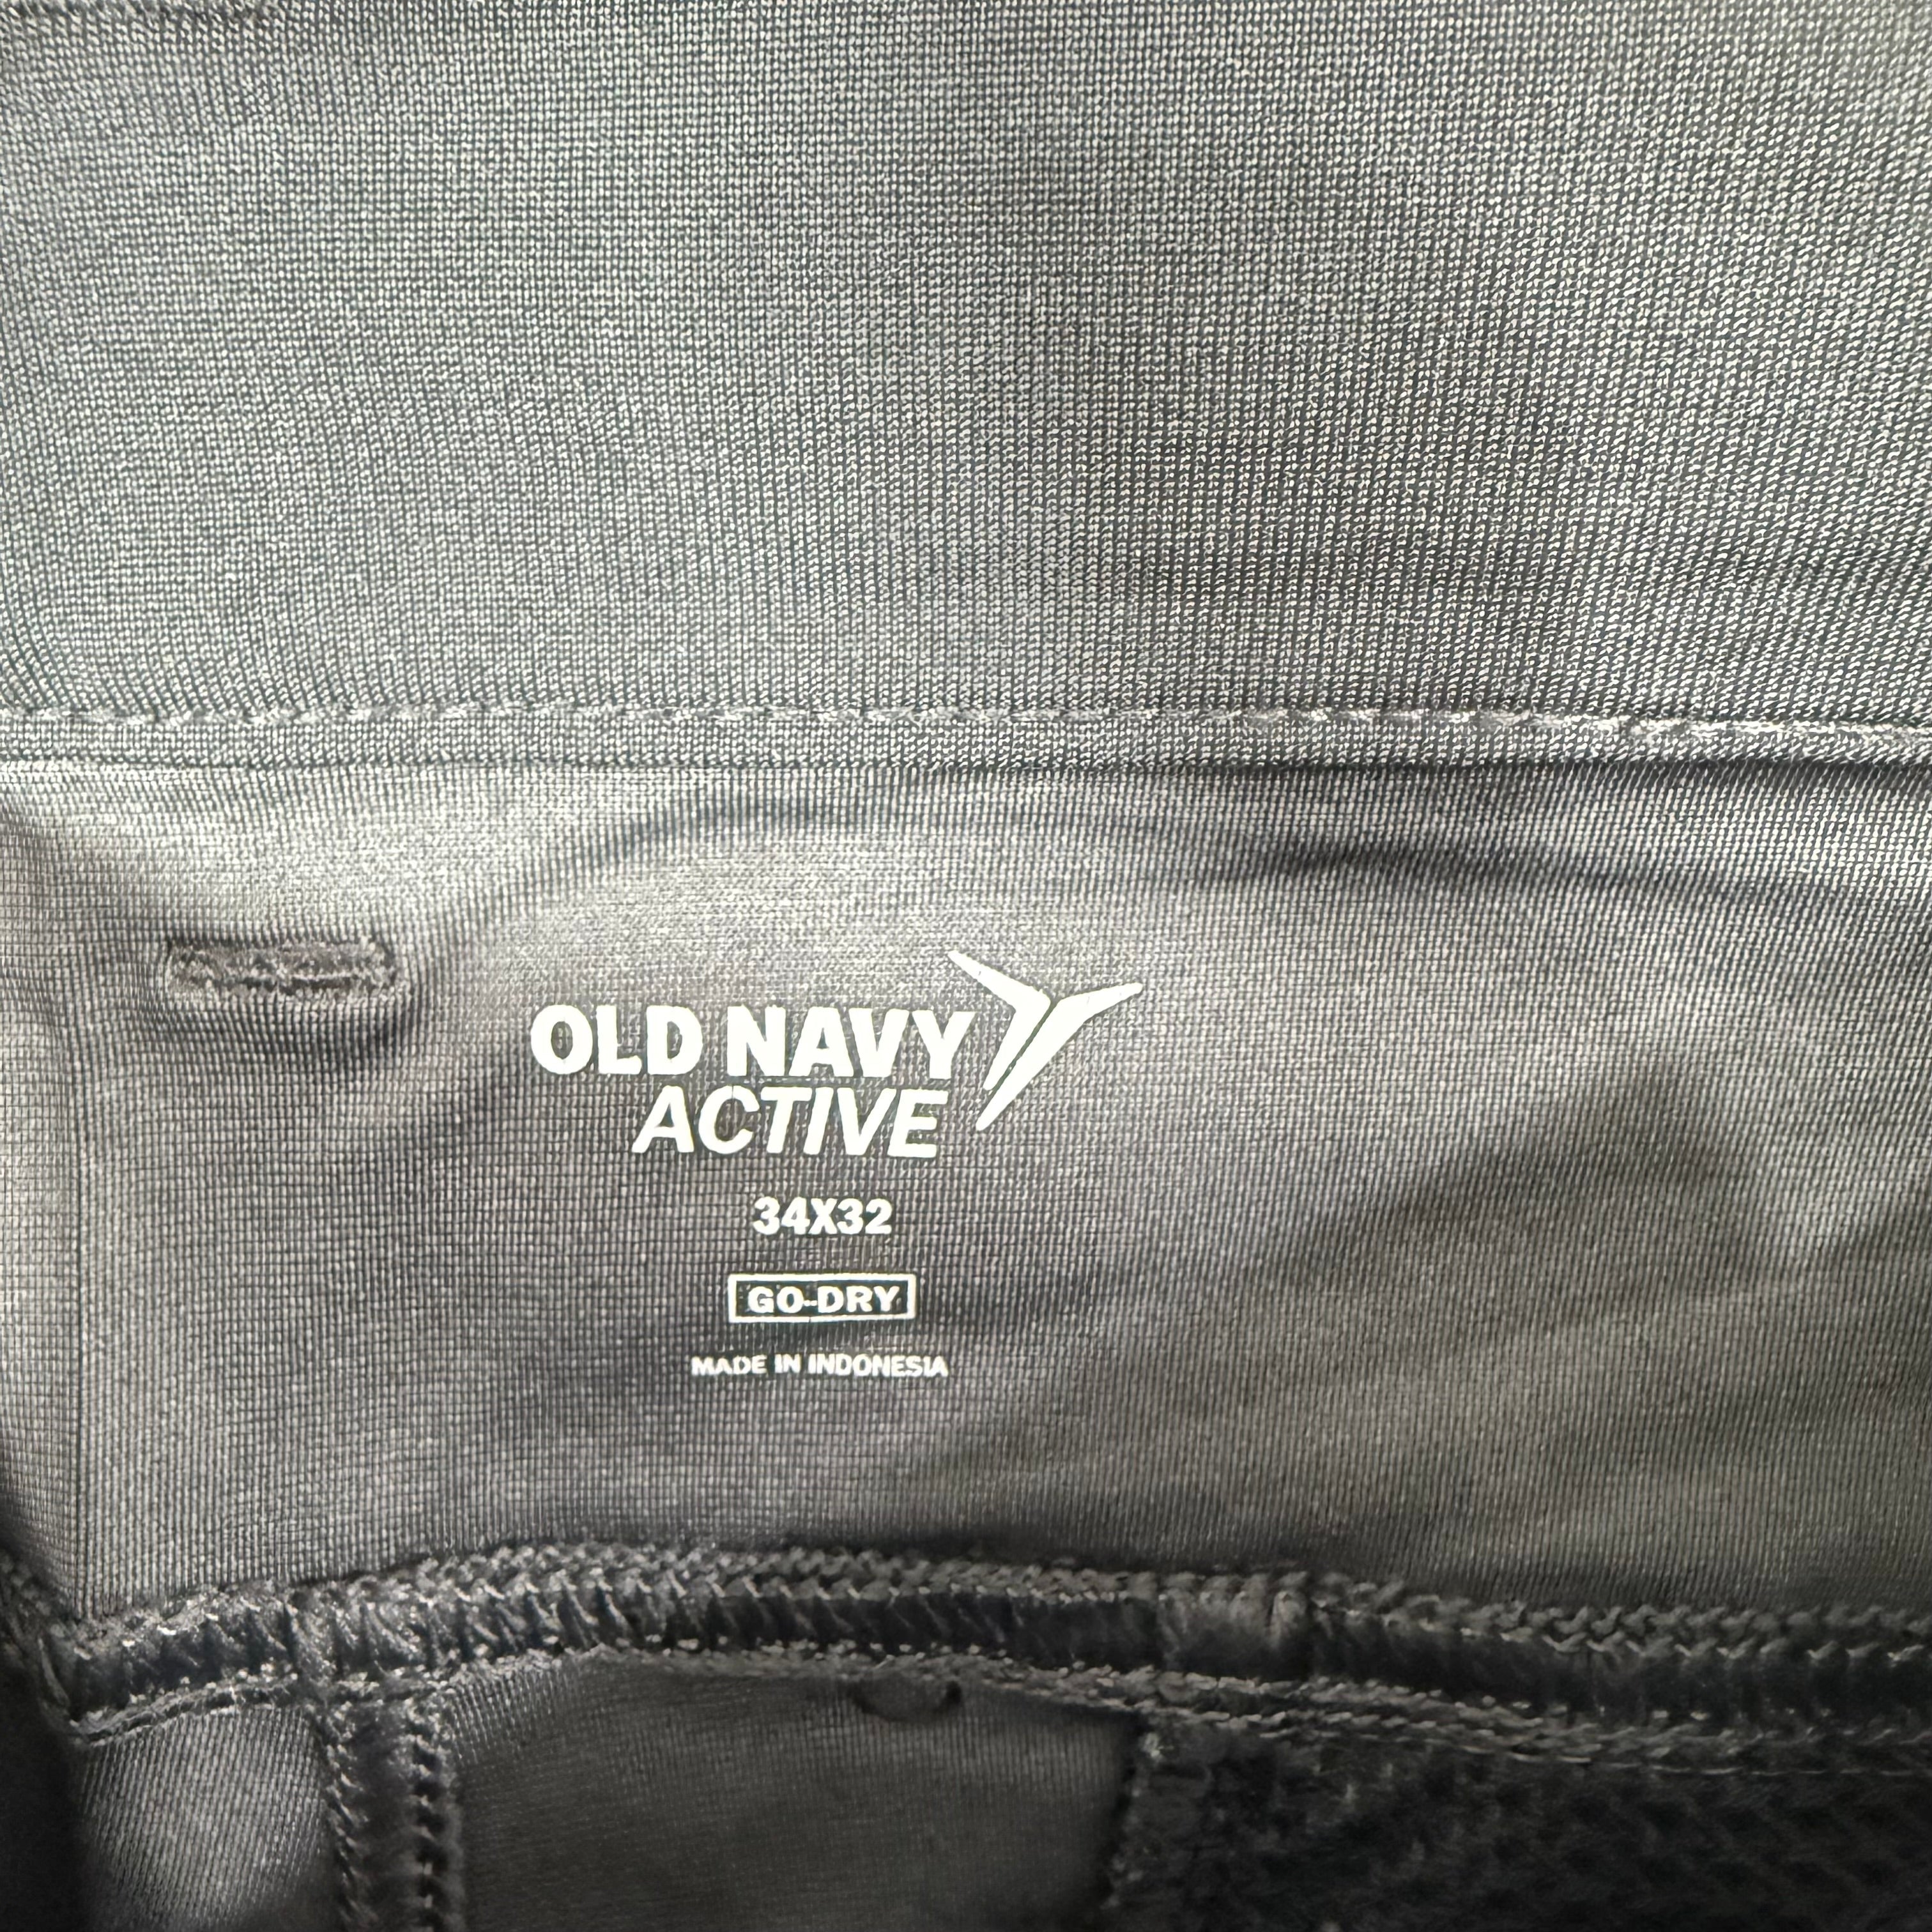 OLD NAVY
ACTIVE
34X32
GO-DRY
MADE IN INDONESIA